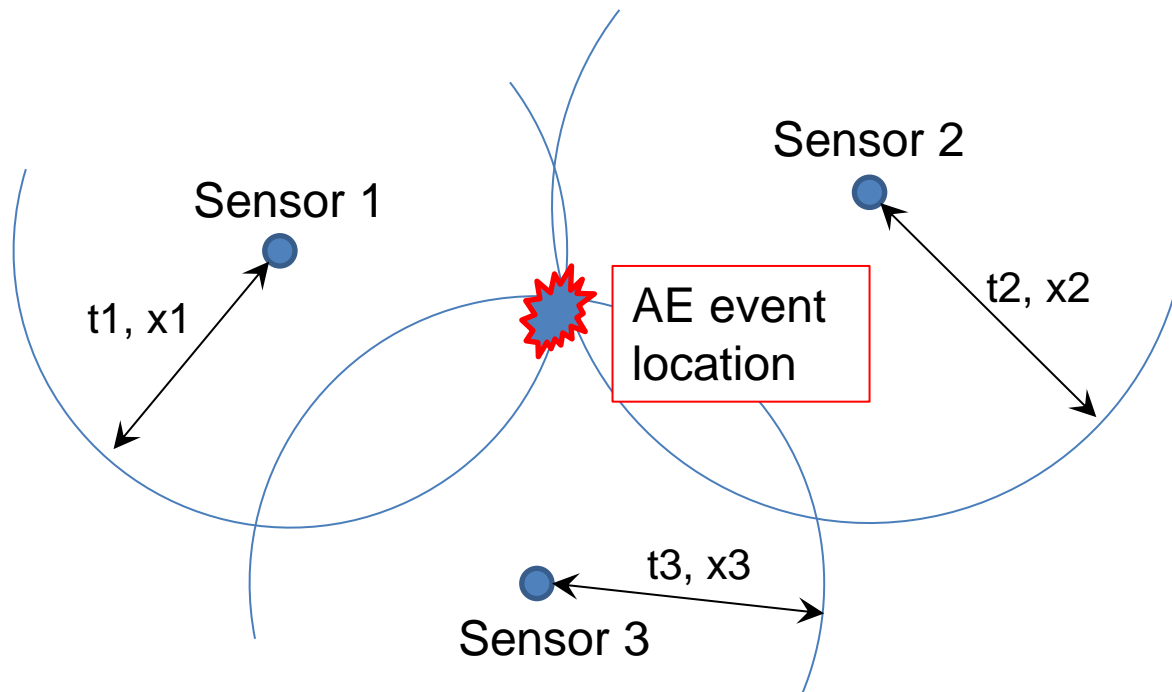 Sensor 2
Sensor 1
t2, x2
t1, x1
AE event
location
t3, x3
Sensor 3